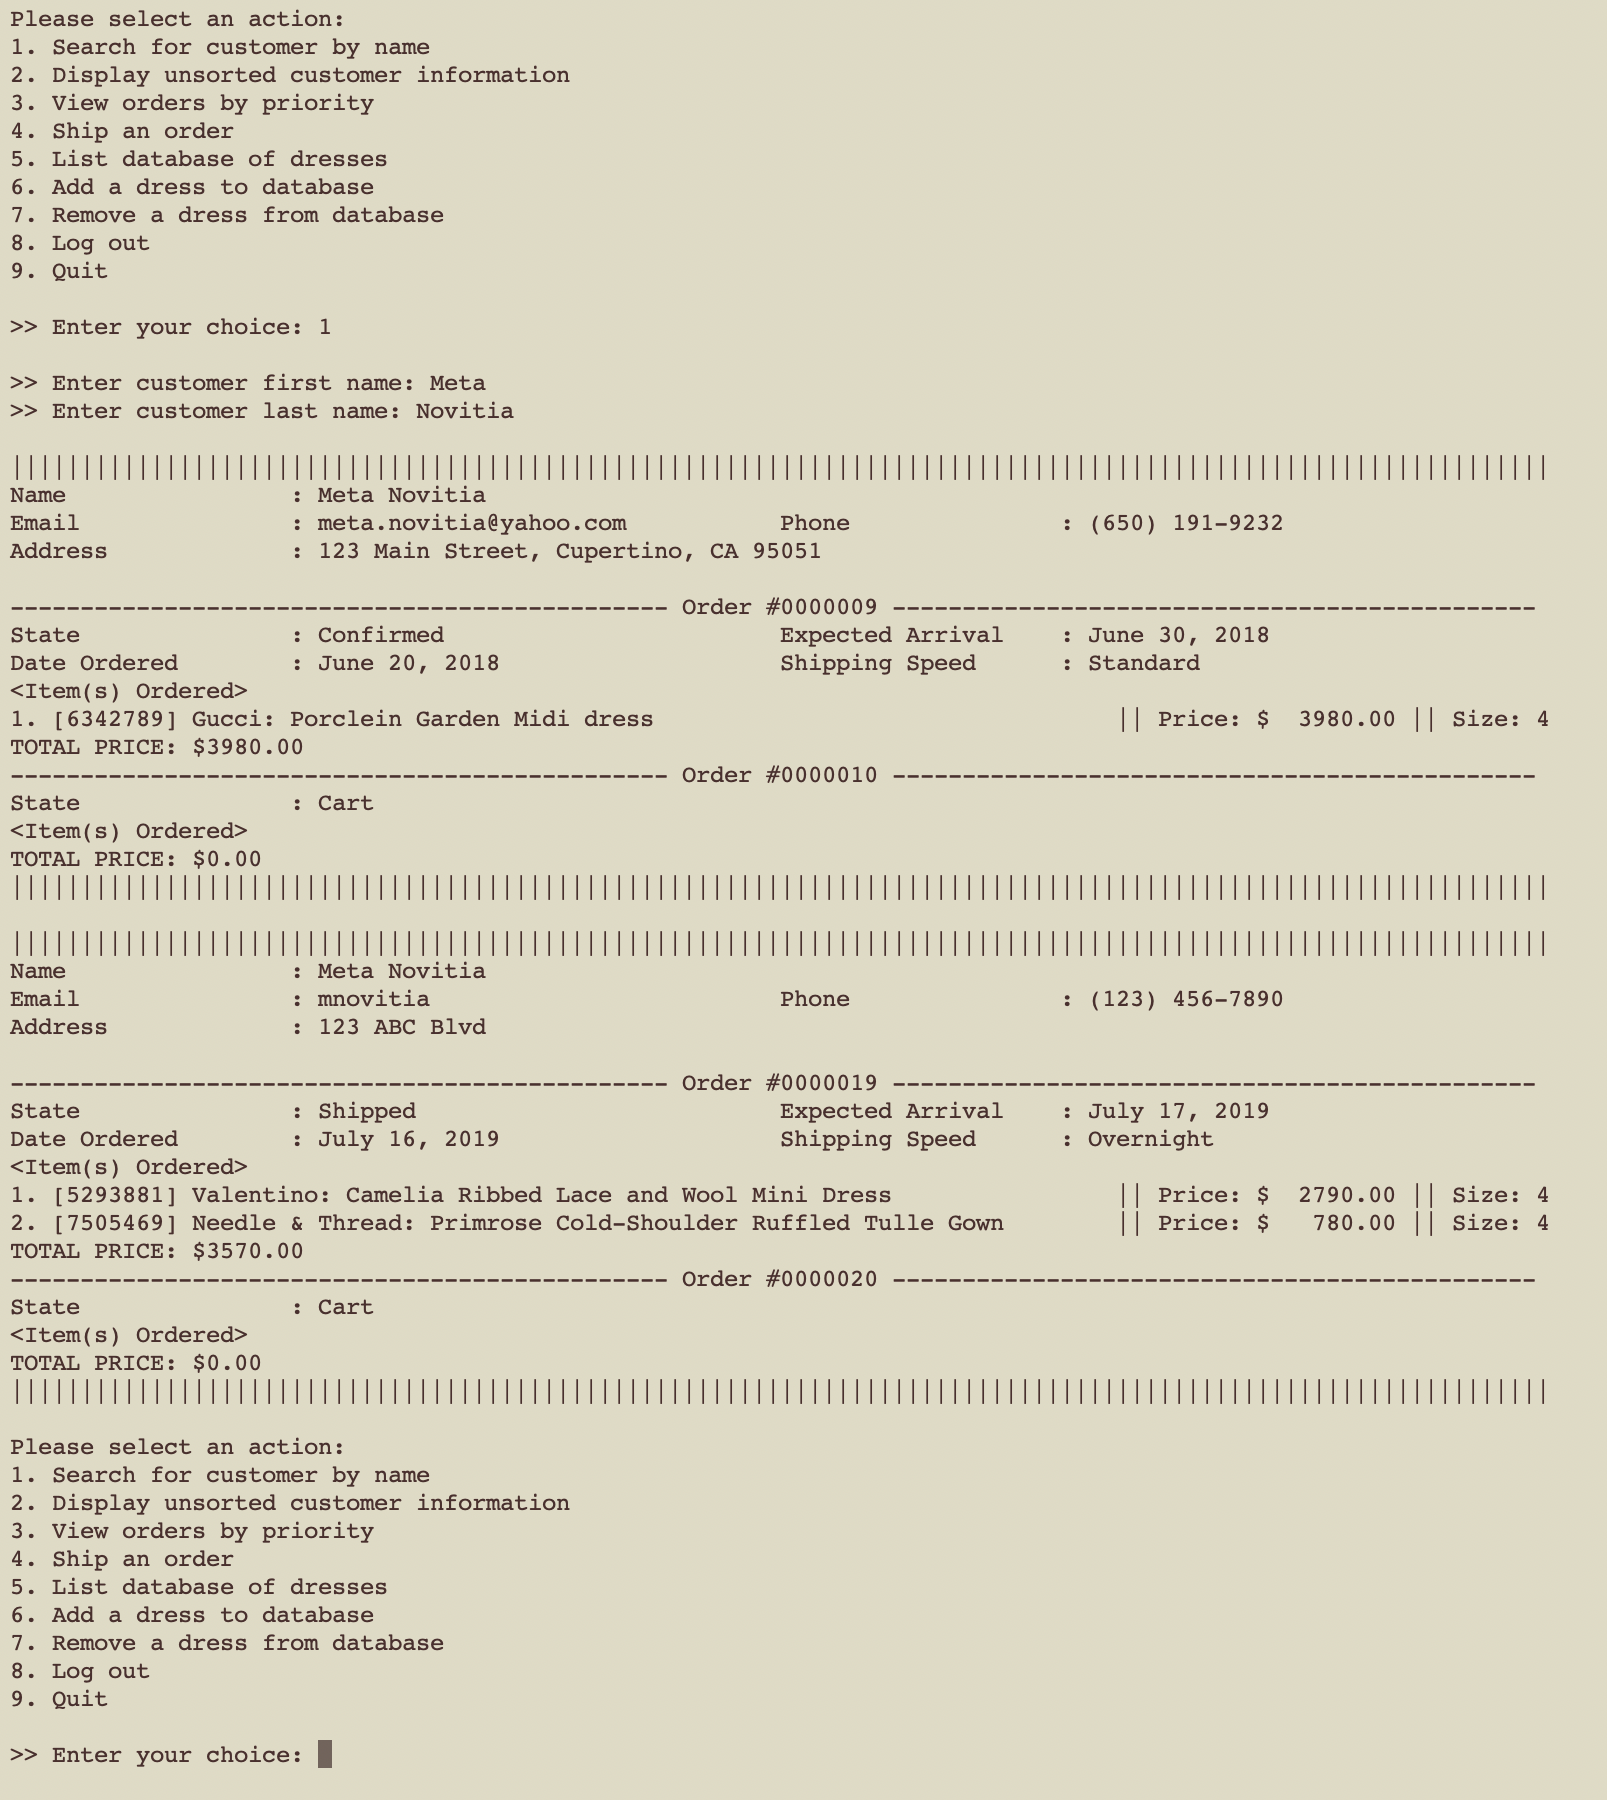 Please select an action:
1. Search for customer by name
2. Display unsorted customer information
3. View orders by priority
4. Ship an order
5. List database of dresses
6. Add a dress to database
7. Remove a dress from database
8. Log out
9. Quit
>> Enter your choice: 1
>> Enter customer first name: Meta
>> Enter customer last name: Novitia
||||||||||||||||||||||||||||||||||||||||||||||||||||||||||||||||||||||||||||||||||||||||||||||||||||||||||||||
Name                : Meta Novitia
Email               : meta.novitia@yahoo.com           Phone               : (650) 191-9232
Address             : 123 Main Street, Cupertino, CA 95051
----------------------------------------------- Order #0000009 ----------------------------------------------
State               : Confirmed                        Expected Arrival    : June 30, 2018
Date Ordered        : June 20, 2018                    Shipping Speed      : Standard
<Item(s) Ordered>
1. [6342789] Gucci: Porclein Garden Midi dress                                 || Price: $  3980.00 || Size: 4
TOTAL PRICE: $3980.00
----------------------------------------------- Order #0000010 ----------------------------------------------
State               : Cart
<Item(s) Ordered>
TOTAL PRICE: $0.00
||||||||||||||||||||||||||||||||||||||||||||||||||||||||||||||||||||||||||||||||||||||||||||||||||||||||||||||
||||||||||||||||||||||||||||||||||||||||||||||||||||||||||||||||||||||||||||||||||||||||||||||||||||||||||||||
Name                : Meta Novitia
Email               : mnovitia                         Phone               : (123) 456-7890
Address             : 123 ABC Blvd
----------------------------------------------- Order #0000019 ----------------------------------------------
State               : Shipped                          Expected Arrival    : July 17, 2019
Date Ordered        : July 16, 2019                    Shipping Speed      : Overnight
<Item(s) Ordered>
1. [5293881] Valentino: Camelia Ribbed Lace and Wool Mini Dress                || Price: $  2790.00 || Size: 4
2. [7505469] Needle & Thread: Primrose Cold-Shoulder Ruffled Tulle Gown        || Price: $   780.00 || Size: 4
TOTAL PRICE: $3570.00
----------------------------------------------- Order #0000020 ----------------------------------------------
State               : Cart
<Item(s) Ordered>
TOTAL PRICE: $0.00
||||||||||||||||||||||||||||||||||||||||||||||||||||||||||||||||||||||||||||||||||||||||||||||||||||||||||||||
Please select an action:
1. Search for customer by name
2. Display unsorted customer information
3. View orders by priority
4. Ship an order
5. List database of dresses
6. Add a dress to database
7. Remove a dress from database
8. Log out
9. Quit
>> Enter your choice: